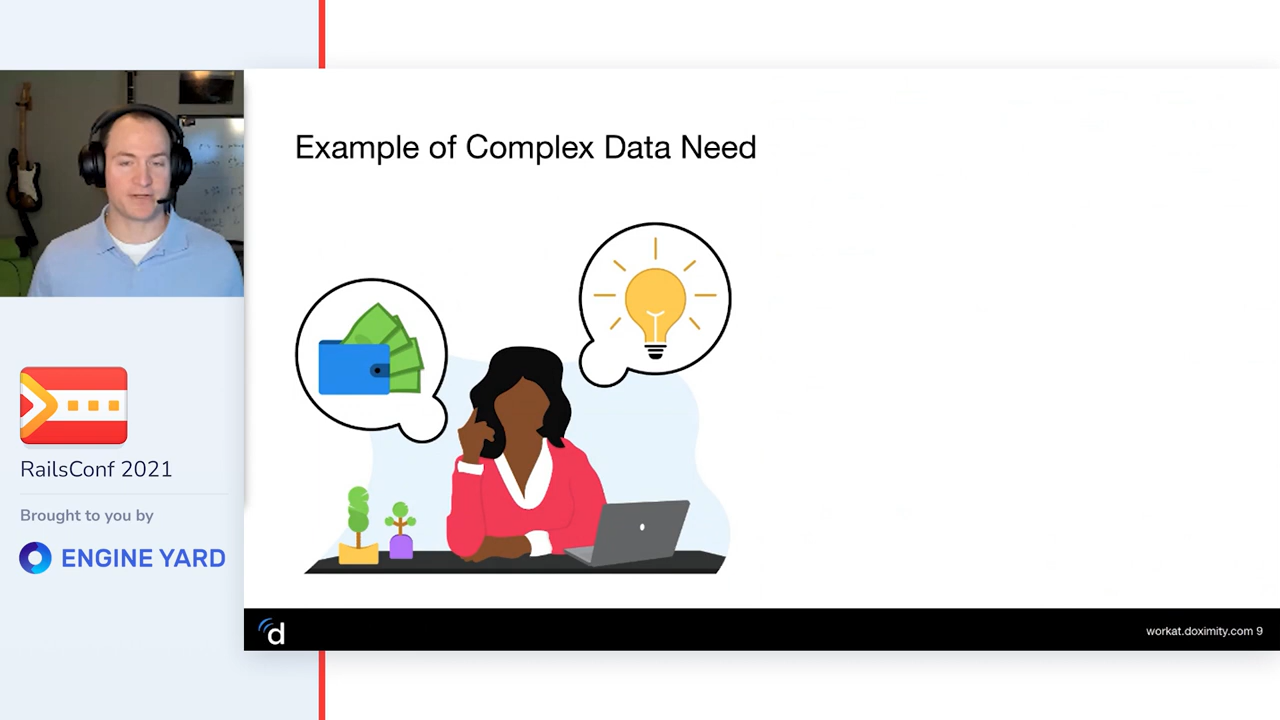 Example of Complex Data Need
RailsConf 2021
Brought to you by
ENGINE YARD
d
workat.doximity.com 9